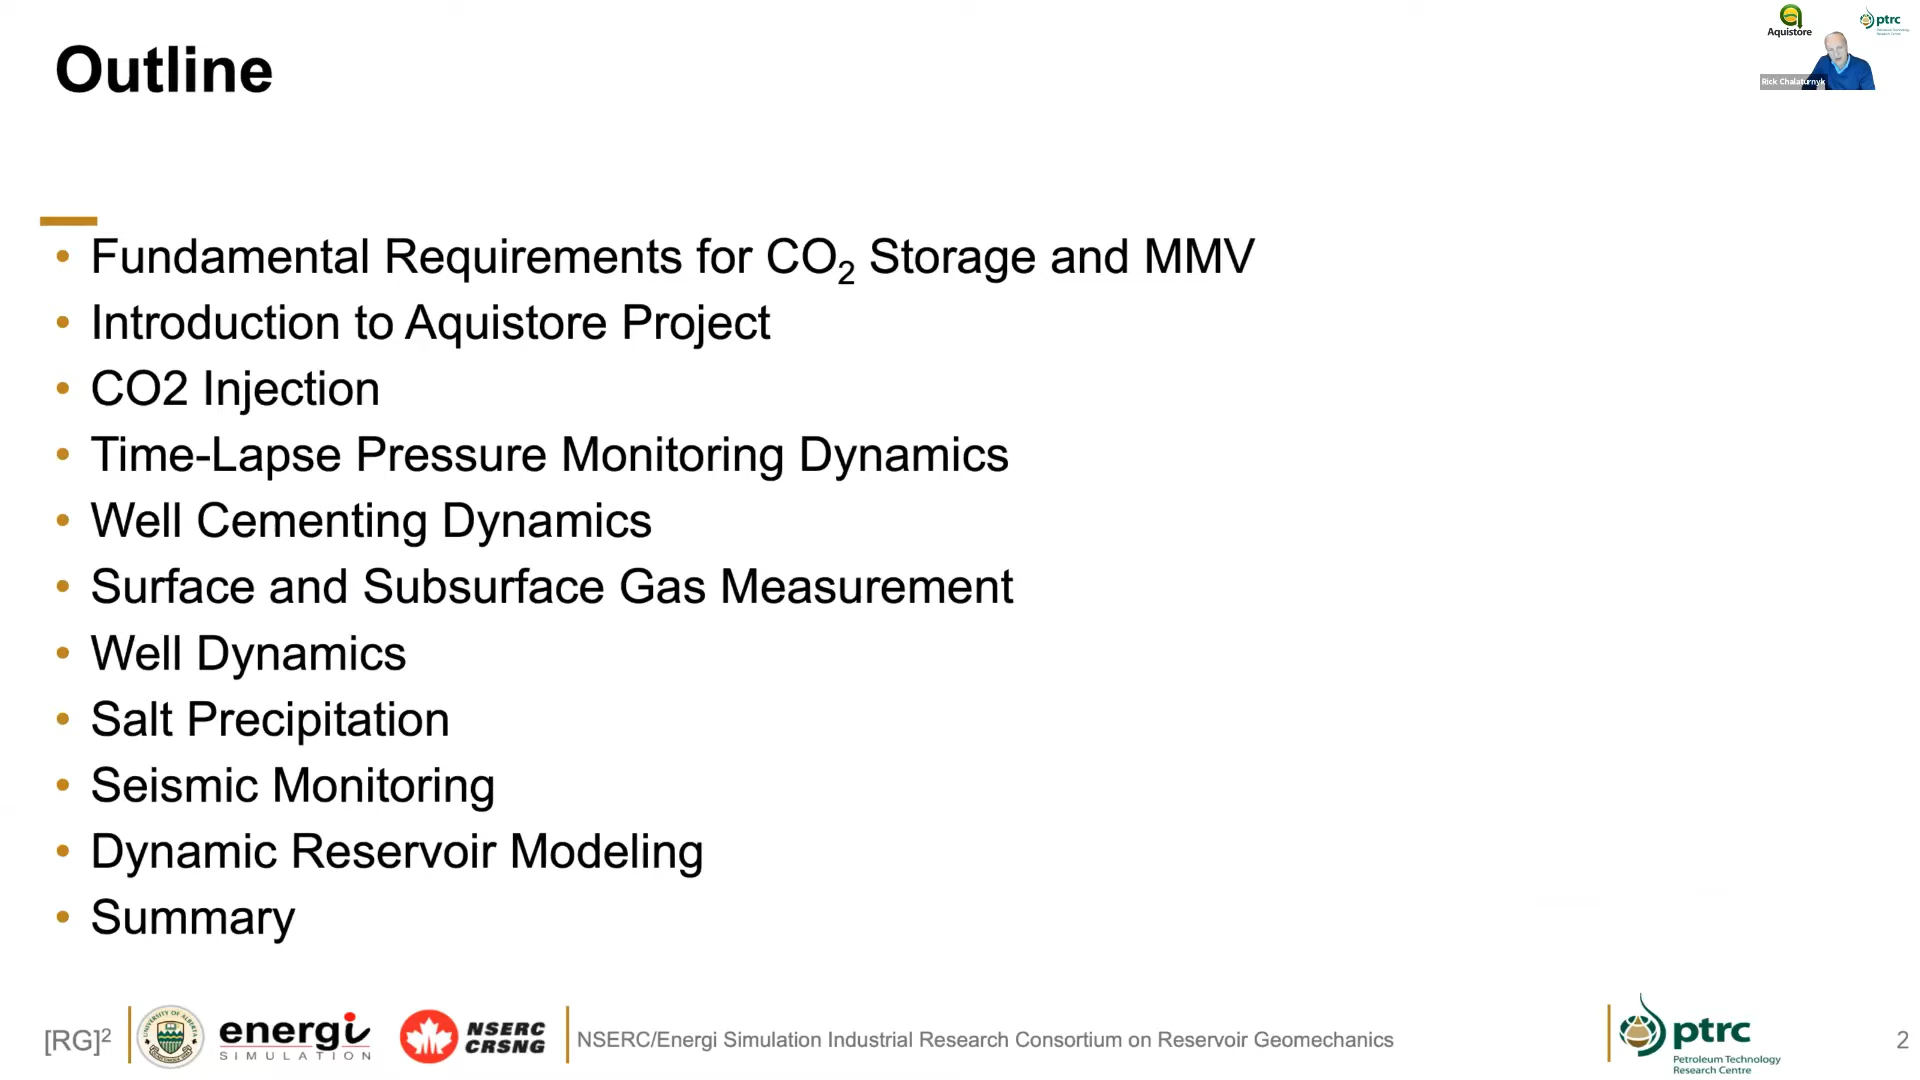 Outline
Aquistore
ptrc
Rick Chalaturnyk
• Fundamental Requirements for CO₂ Storage and MMV
• Introduction to Aquistore Project
• CO2 Injection
• Time-Lapse Pressure Monitoring Dynamics
• Well Cementing Dynamics
• Surface and Subsurface Gas Measurement
• Well Dynamics
• Salt Precipitation
• Seismic Monitoring
• Dynamic Reservoir Modeling
• Summary
[RG]²
UNIVERSITY OF ALBERTA
energi
SIMULATION
NSERC
CRSNG
NSERC/Energi Simulation Industrial Research Consortium on Reservoir Geomechanics
ptrc
Petroleum Technology
Research Centre
2